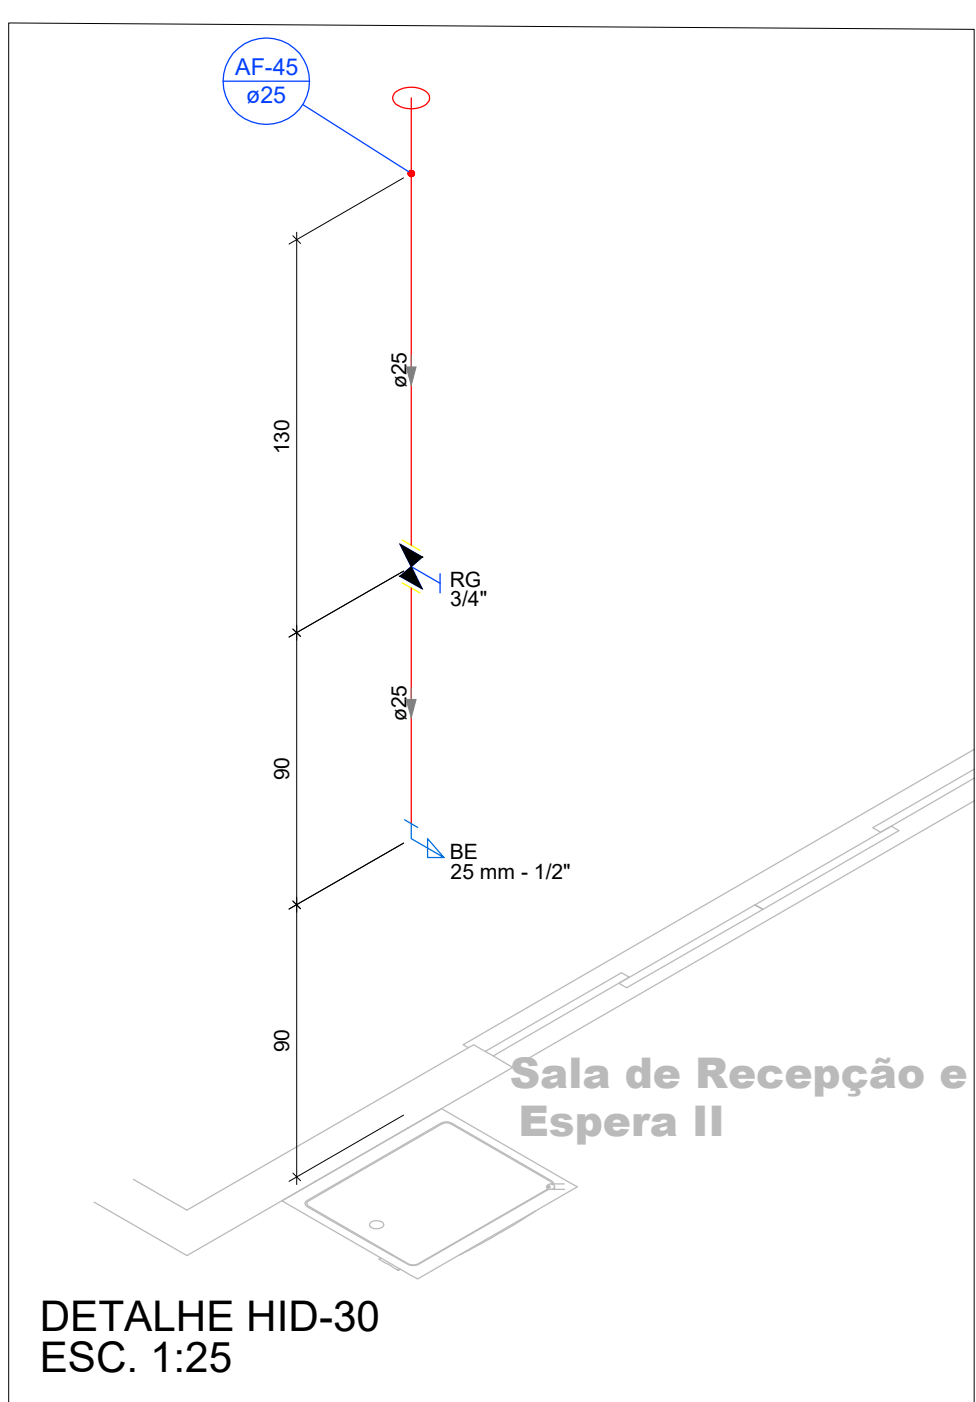 AF-45
ø25
ø25
130
RG
3/4"
ø25
90
BE
25 mm - 1/2"
90
Sala de Recepção e
Espera II
DETALHE HID-30
ESC. 1:25